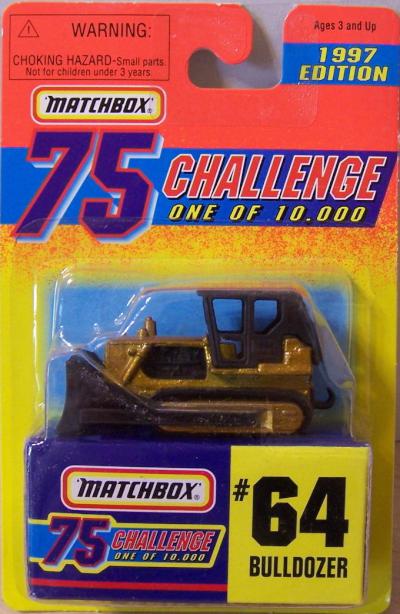 WARNING:
CHOKING HAZARD-Small parts.
Not for children under 3 years.
Ages 3 and Up
1997
EDITION
MATCHBOX®
75 CHALLENGE
ONE OF 10.000
MATCHBOX®
75 CHALLENGE
ONE OF 10.000
#64
BULLDOZER